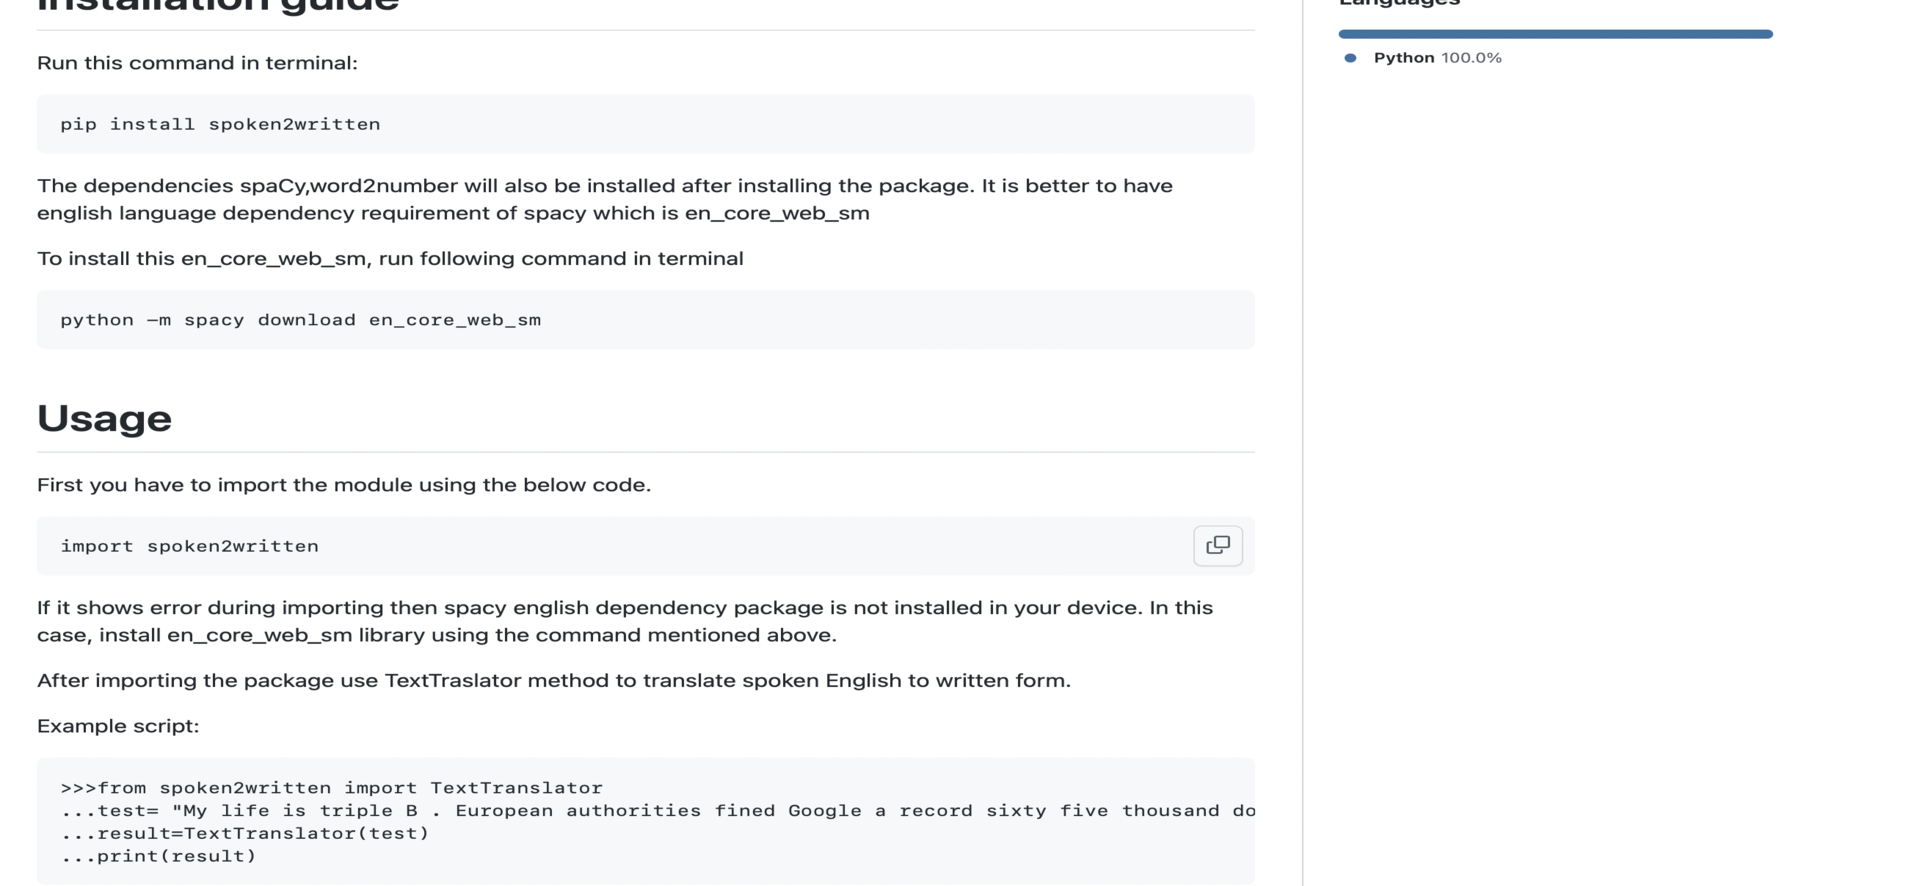 Installation guide
Languages
Python 100.0%
Run this command in terminal:
pip install spoken2written
The dependencies spaCy,word2number will also be installed after installing the package. It is better to have
english language dependency requirement of spacy which is en_core_web_sm
To install this en_core_web_sm, run following command in terminal
python —m spacy download en_core_web_sm
Usage
First you have to import the module using the below code.
import spoken2written
If it shows error during importing then spacy english dependency package is not installed in your device. In this
case, install en_core_web_sm library using the command mentioned above.
After importing the package use TextTraslator method to translate spoken English to written form.
Example script:
>>>from spoken2written import TextTranslator
...test= "My life is triple B . European authorities fined Google a record sixty five thousand do
...result=TextTranslator(test)
...print(result)